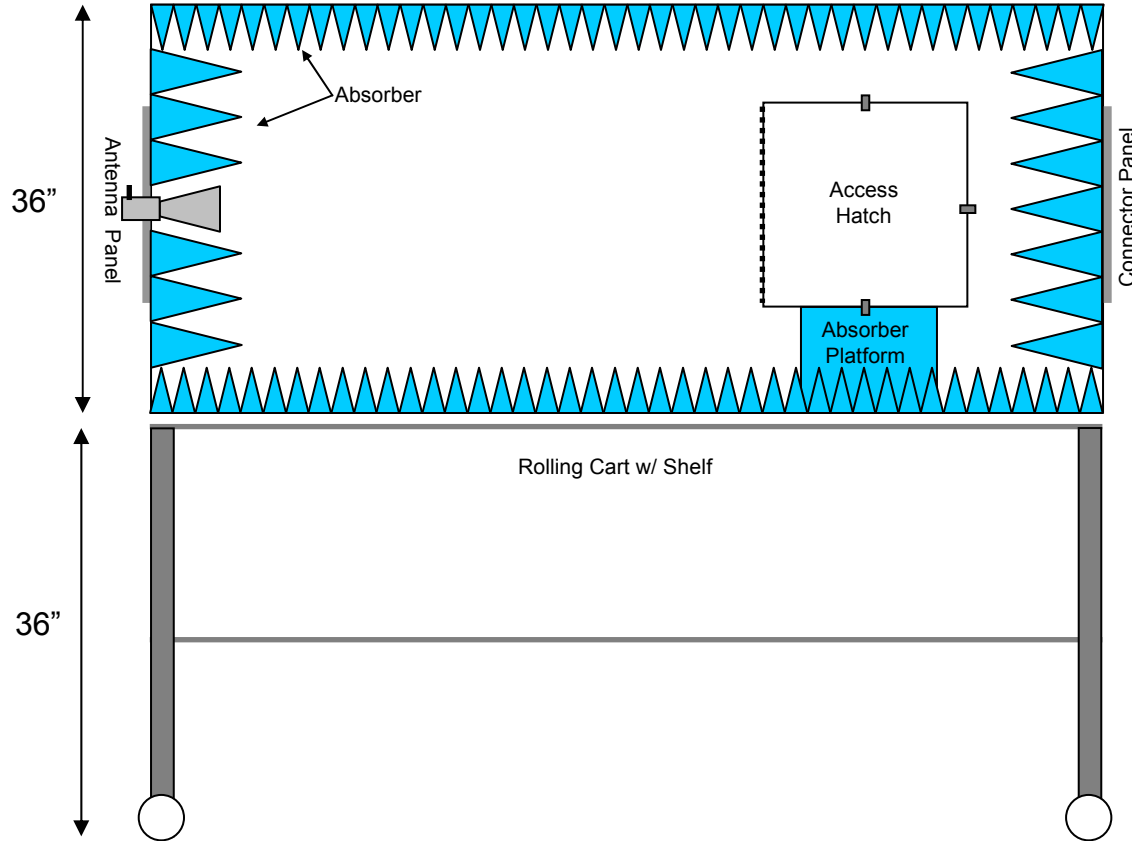 Absorber
Antenna Panel
36”
Access
Hatch
Connector Panel
Absorber
Platform
Rolling Cart w/ Shelf
36”